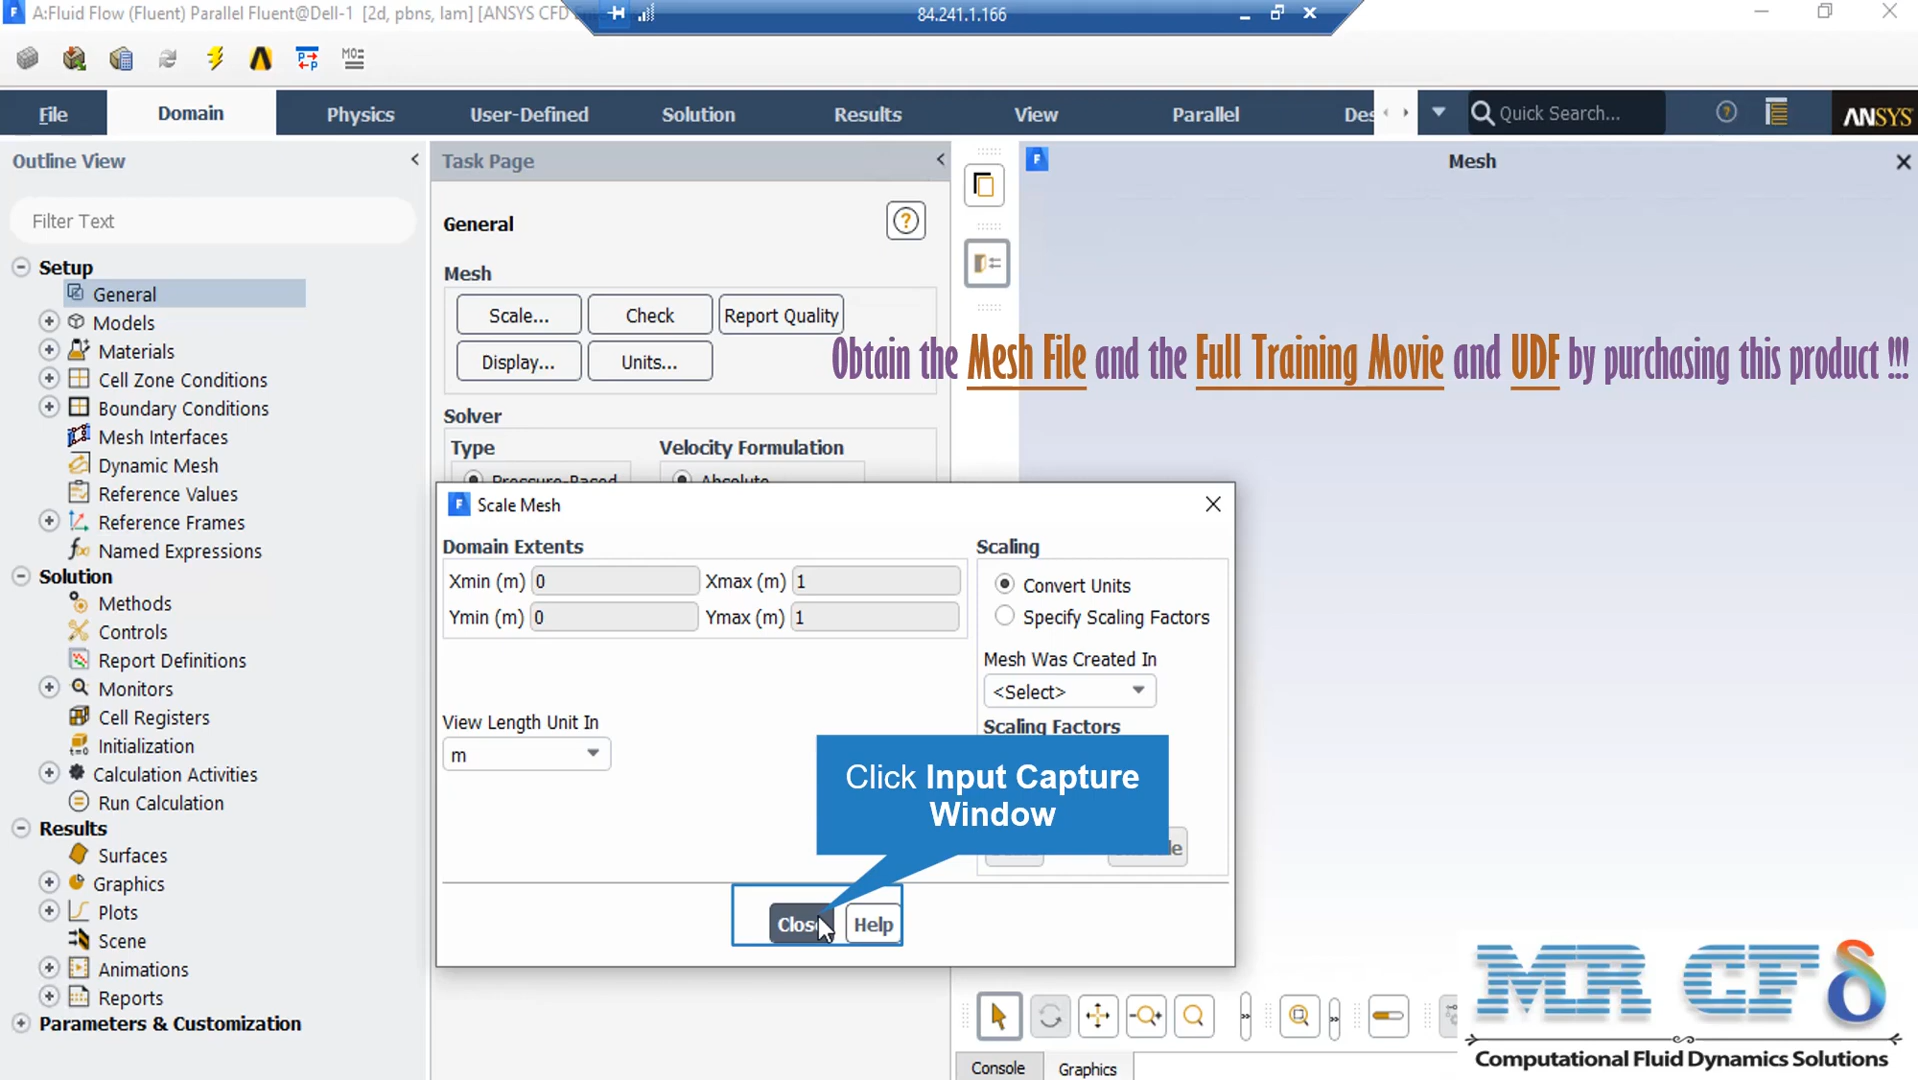 A:Fluid Flow (Fluent) Parallel Fluent@Dell-1 [2d, pbns, lam] [ANSYS CFD
84.241.1.166
File
Domain
Physics
User-Defined
Solution
Results
View
Parallel
Des
Quick Search...
ANSYS
Outline View
Filter Text
Setup
General
Models
Materials
Cell Zone Conditions
Boundary Conditions
Mesh Interfaces
Dynamic Mesh
Reference Values
Reference Frames
Named Expressions
Solution
Methods
Controls
Report Definitions
Monitors
Cell Registers
Initialization
Calculation Activities
Run Calculation
Results
Surfaces
Graphics
Plots
Scene
Animations
Reports
Parameters & Customization
Task Page
General
Mesh
Scale...
Check
Report Quality
Display...
Units...
Solver
Type
Velocity Formulation
Pressure-Based
Absolute
Mesh
Obtain the Mesh File and the Full Training Movie and UDF by purchasing this product !!!
Scale Mesh
Domain Extents
Xmin (m) 0
Xmax (m) 1
Ymin (m) 0
Ymax (m) 1
View Length Unit In
m
Scaling
Convert Units
Specify Scaling Factors
Mesh Was Created In
<Select>
Scaling Factors
Click Input Capture
Window
Close
Help
Console
Graphics
MR CFD
Computational Fluid Dynamics Solutions